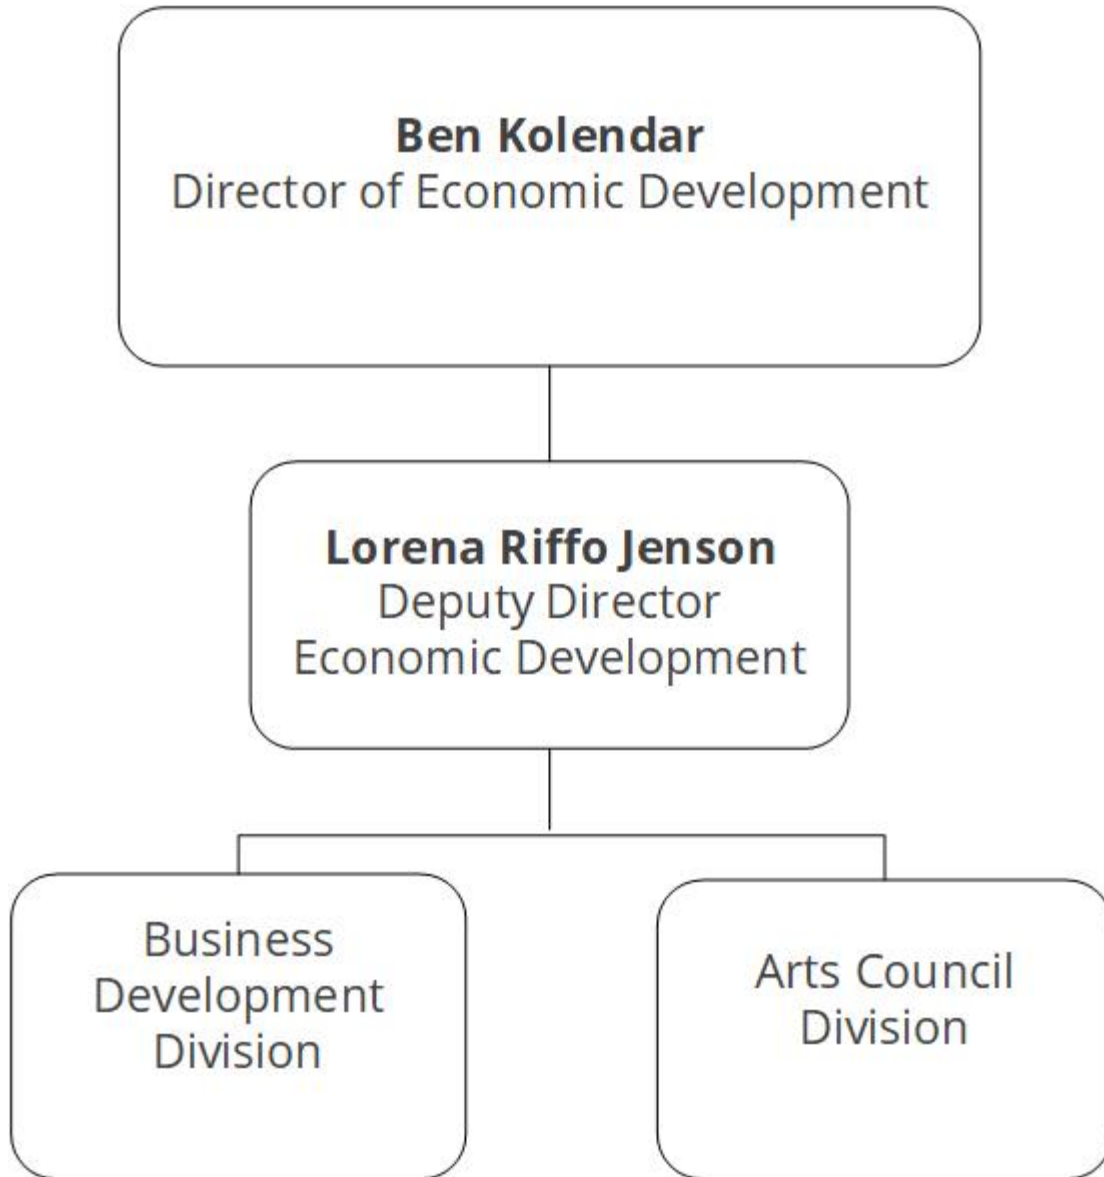 Ben Kolendar
Director of Economic Development
Lorena Riffo Jenson
Deputy Director
Economic Development
Business
Development
Division
Arts Council
Division